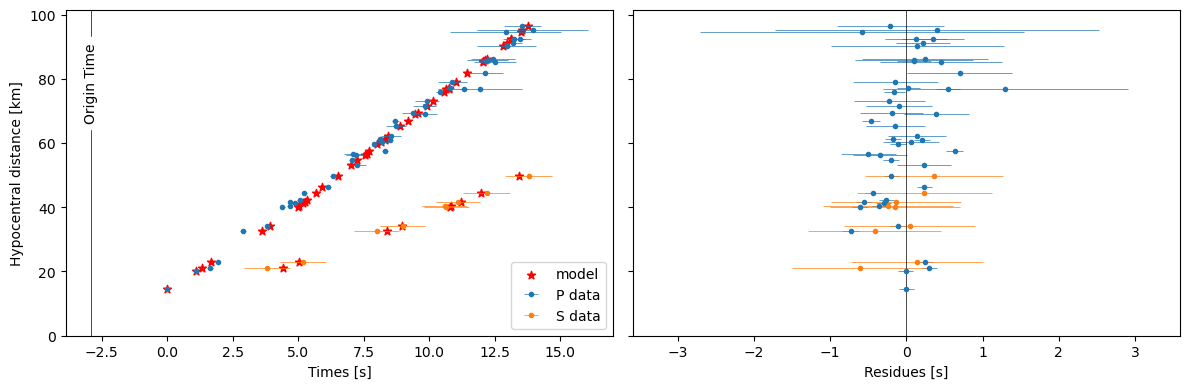 100
80
60
40
20
0
Hypocentral distance [km]
Origin Time
model
P data
S data
−2.5 0.0 2.5 5.0 7.5 10.0 12.5 15.0
Times [s]
−3 −2 −1 0 1 2 3
Residues [s]